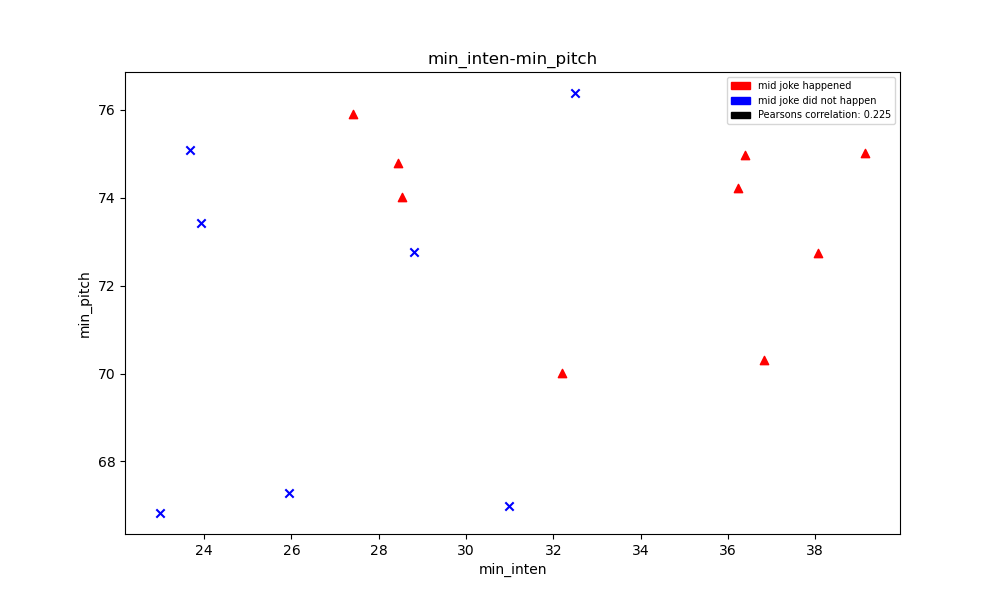 min_inten-min_pitch
mid joke happened
mid joke did not happen
Pearsons correlation: 0.225
76
74
72
70
68
min_pitch
24
26
28
30
32
34
36
38
min_inten